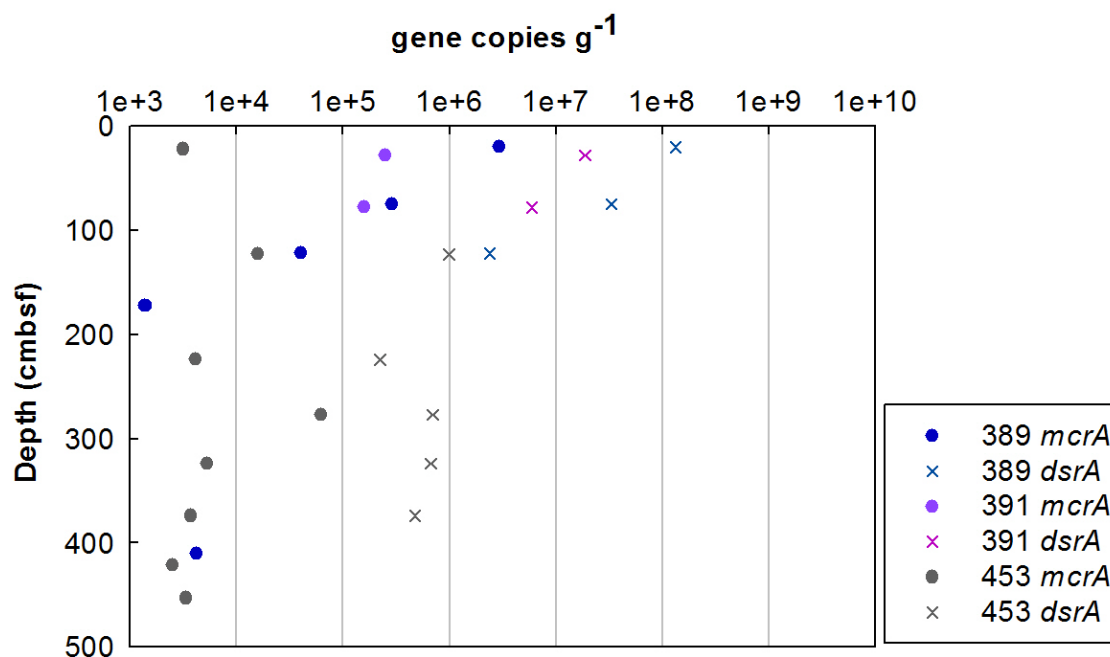 gene copies g-1
1e+3 1e+4 1e+5 1e+6 1e+7 1e+8 1e+9 1e+10
0
100
200
300
400
500
Depth (cmbsf)
389 mcrA
389 dsrA
391 mcrA
391 dsrA
453 mcrA
453 dsrA